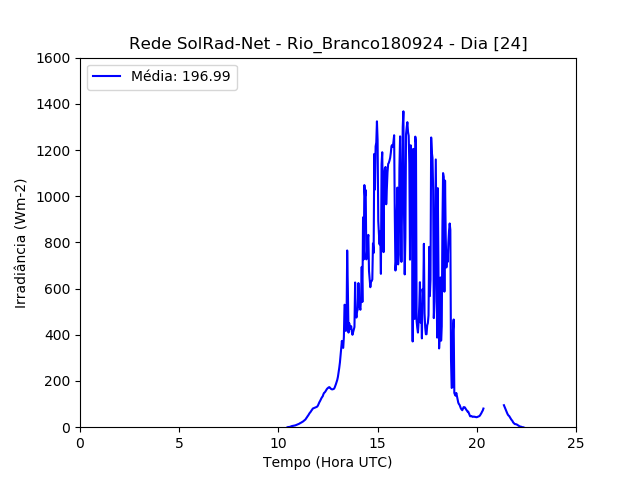 Rede SolRad-Net - Rio_Branco180924 - Dia [24]
Média: 196.99
Irradiância (Wm-2)
1600
1400
1200
1000
800
600
400
200
0
0 5 10 15 20 25
Tempo (Hora UTC)